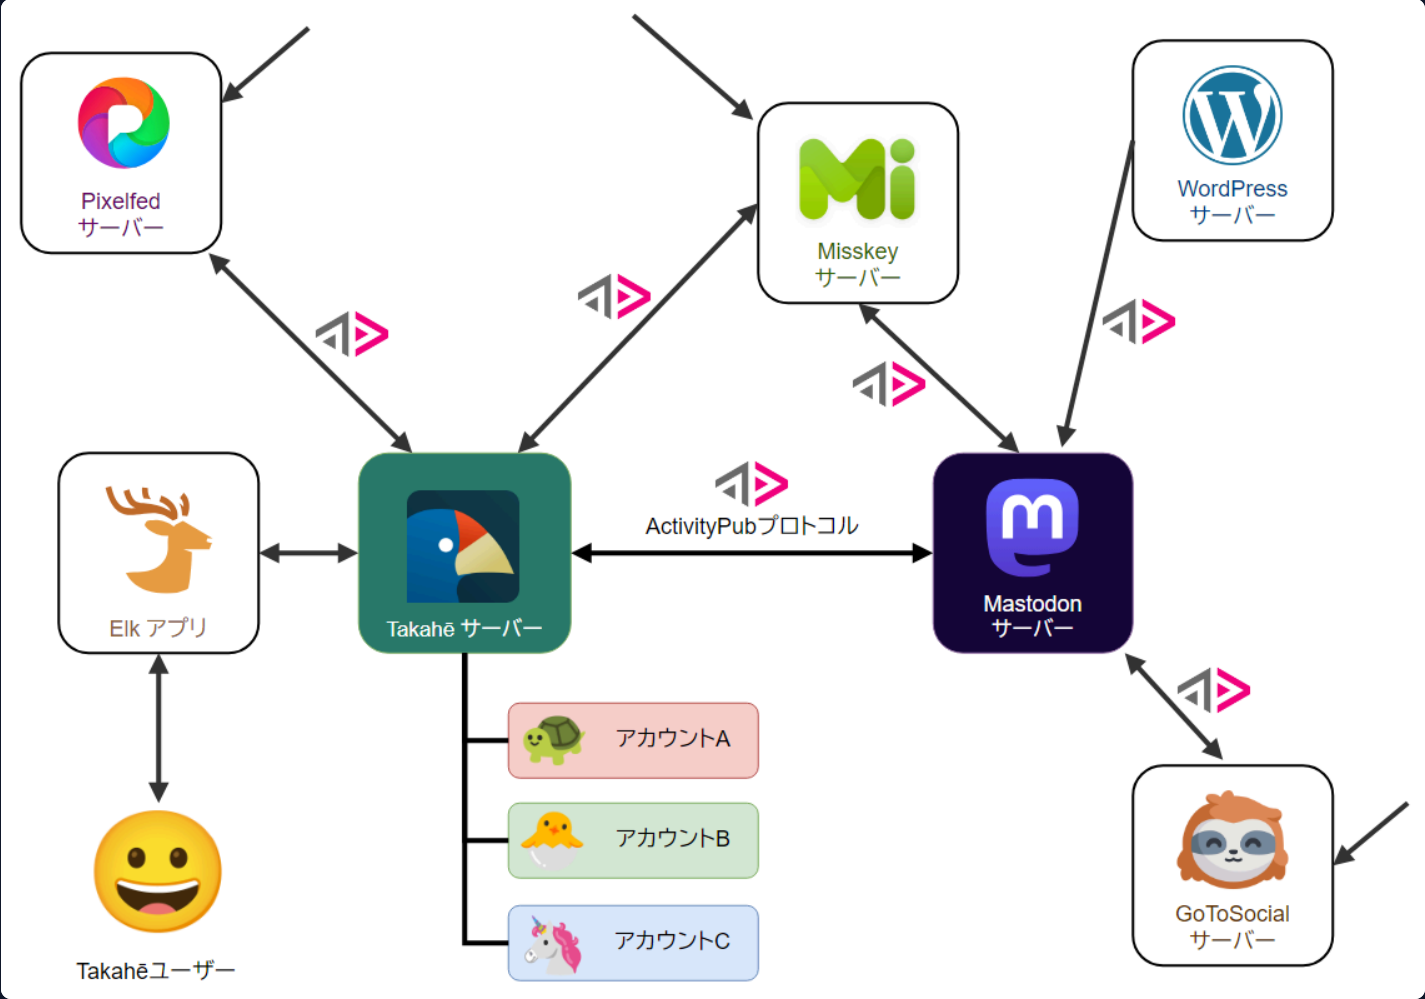 Pixelfed
サーバー
Misskey
サーバー
WordPress
サーバー
ActivityPubプロトコル
Elk アプリ
Takahē サーバー
Mastodon
サーバー
アカウントA
アカウントB
アカウントC
GoToSocial
サーバー
Takahēユーザー